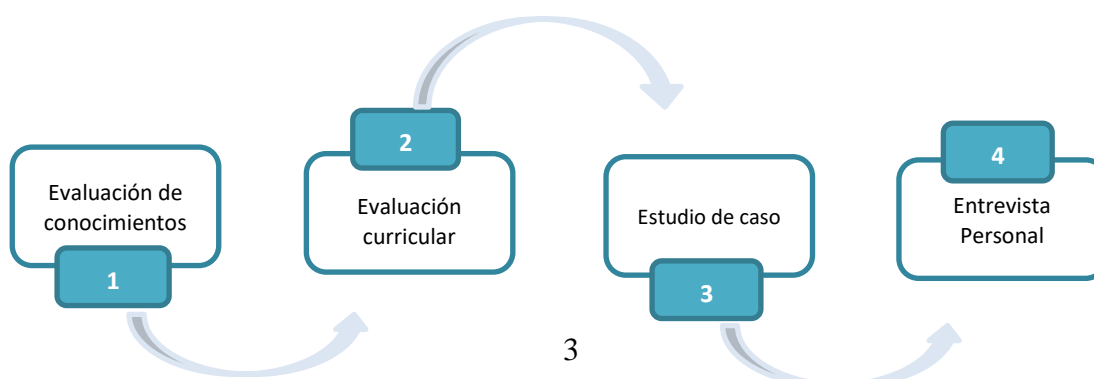 Evaluación de
conocimientos
1
2
Evaluación
curricular
Estudio de caso
3
4
Entrevista
Personal
3